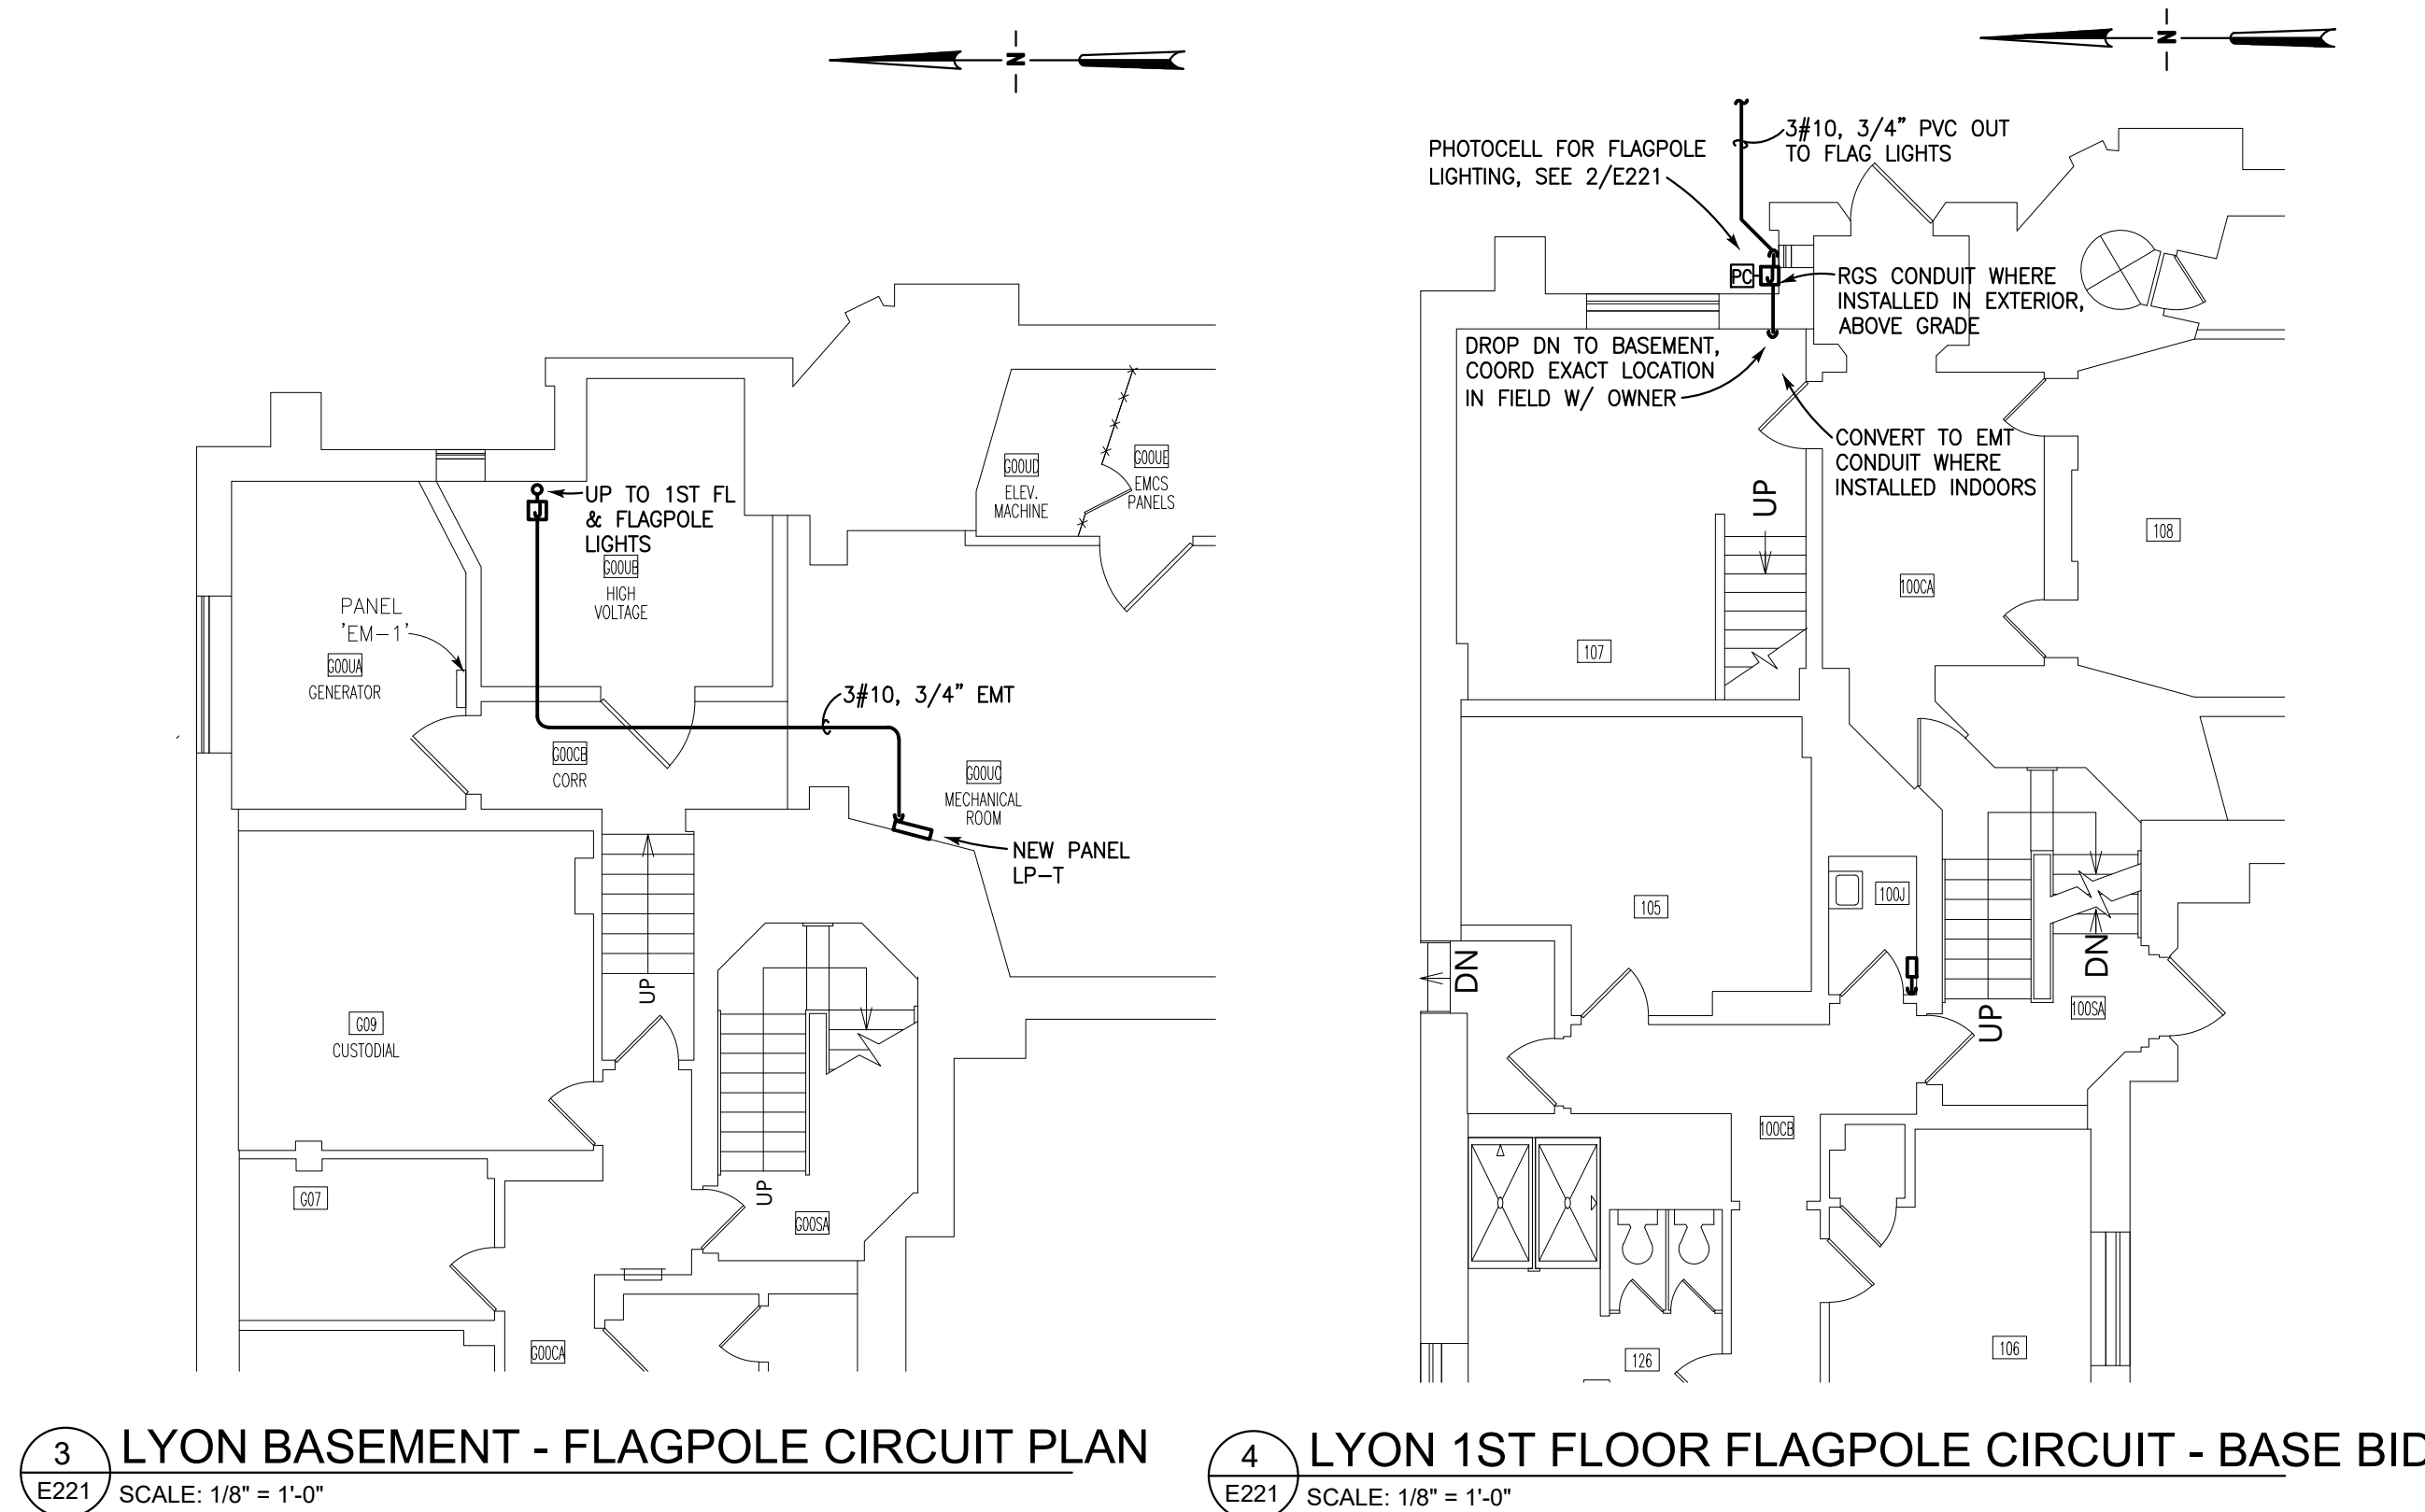 N
UP TO 1ST FL
& FLAGPOLE
LIGHTS
G00UB
HIGH
VOLTAGE
PANEL
'EM-1'
G00UA
GENERATOR
G00UD
ELEV.
MACHINE
G00UE
EMCS
PANELS
3#10, 3/4" EMT
G00CB
CORR
G00UC
MECHANICAL
ROOM
NEW PANEL
LP-T
UP
G09
CUSTODIAL
G07
UP
G00SA
G00CA
3
E221
LYON BASEMENT - FLAGPOLE CIRCUIT PLAN
SCALE: 1/8" = 1'-0"
N
3#10, 3/4" PVC OUT
TO FLAG LIGHTS
PHOTOCELL FOR FLAGPOLE
LIGHTING, SEE 2/E221
PC
J
RGS CONDUIT WHERE
INSTALLED IN EXTERIOR,
ABOVE GRADE
DROP DN TO BASEMENT,
COORD EXACT LOCATION
IN FIELD W/ OWNER
CONVERT TO EMT
CONDUIT WHERE
INSTALLED INDOORS
UP
108
100CA
107
105
100J
DN
DN
UP
100SA
100CB
126
106
4
E221
LYON 1ST FLOOR FLAGPOLE CIRCUIT - BASE BID
SCALE: 1/8" = 1'-0"